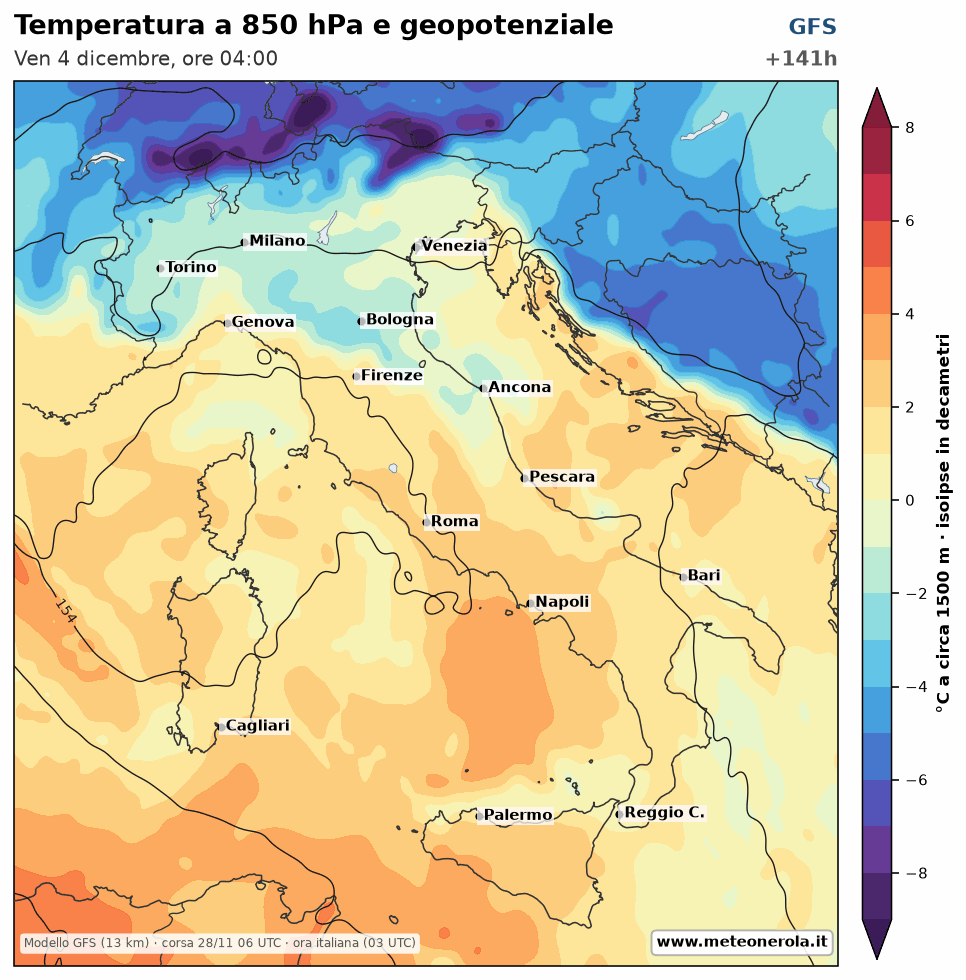 Temperatura a 850 hPa e geopotenziale
GFS
Ven 4 dicembre, ore 04:00
+141h
Milano
Venezia
Torino
Genova
Bologna
Firenze
Ancona
Pescara
Roma
Bari
Napoli
154
Cagliari
Palermo
Reggio C.
8
6
4
2
0
−2
−4
−6
−8
°C a circa 1500 m · isoipse in decametri
Modello GFS (13 km) · corsa 28/11 06 UTC · ora italiana (03 UTC)
www.meteonerola.it